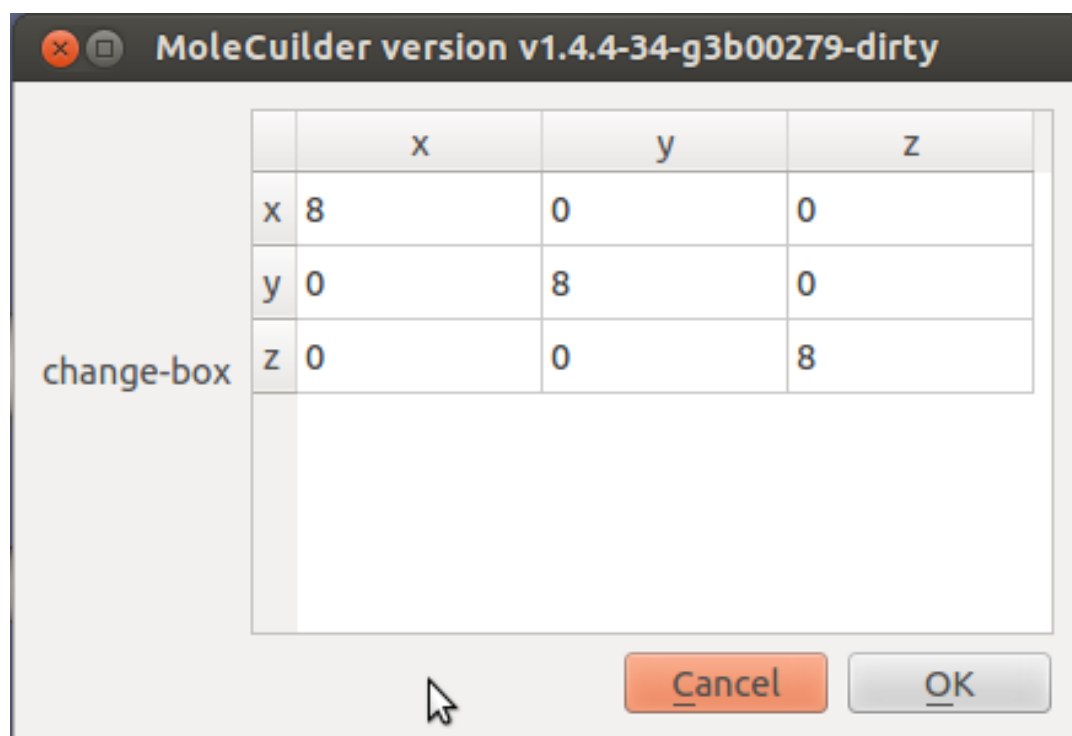 MoleCuilder version v1.4.4-34-g3b00279-dirty
x y z
x 8 0 0
y 0 8 0
z 0 0 8
change-box
Cancel OK